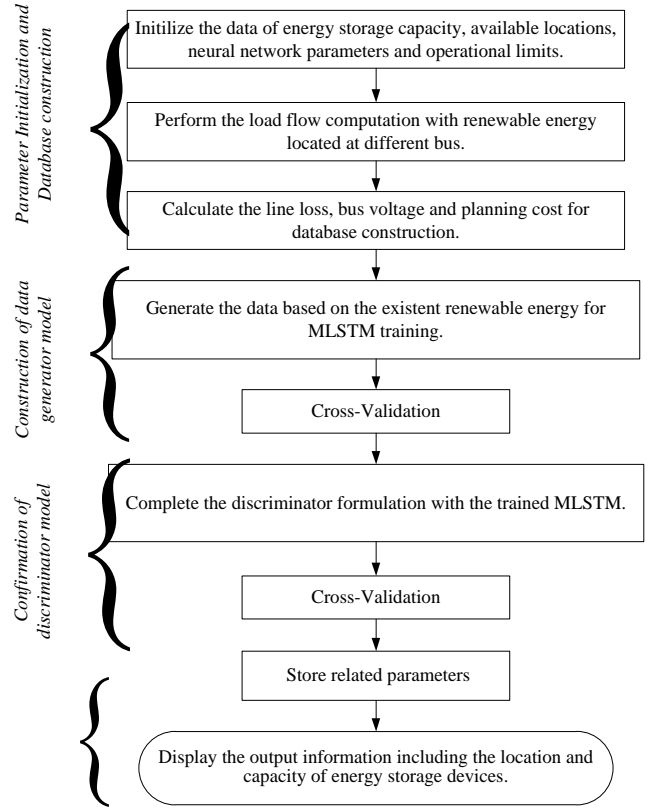 Parameter Initialization and
Database construction
Initilize the data of energy storage capacity, available locations,
neural network parameters and operational limits.
Perform the load flow computation with renewable energy
located at different bus.
Calculate the line loss, bus voltage and planning cost for
database construction.
Construction of data
generator model
Generate the data based on the existent renewable energy for
MLSTM training.
Cross-Validation
Confirmation of
discriminator model
Complete the discriminator formulation with the trained MLSTM.
Cross-Validation
Store related parameters
Display the output information including the location and
capacity of energy storage devices.